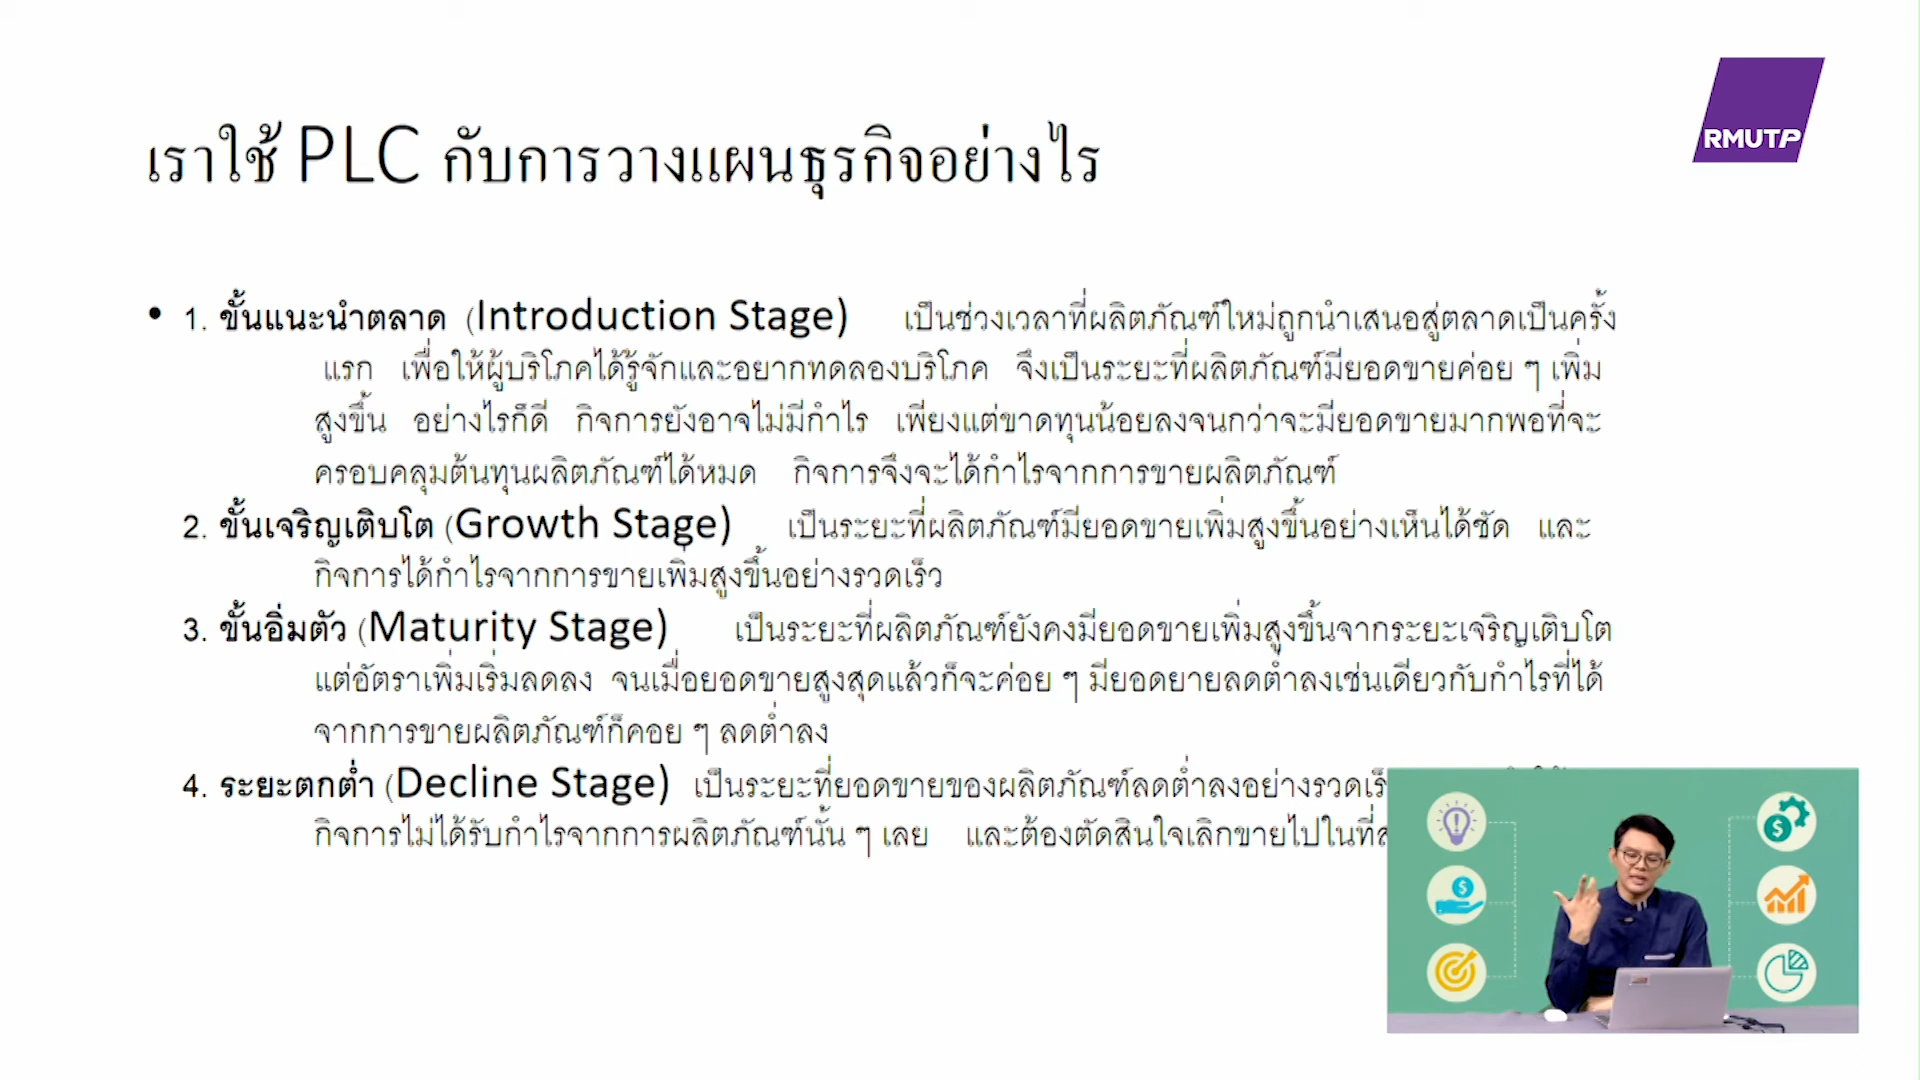 RMUTP
เราใช้ PLC กับการวางแผนธุรกิจอย่างไร
• 1. ขั้นแนะนำตลาด (Introduction Stage) เป็นช่วงเวลาที่ผลิตภัณฑ์ใหม่ถูกนำเสนอสู่ตลาดเป็นครั้ง
แรก เพื่อให้ผู้บริโภคได้รู้จักและอยากทดลองบริโภค จึงเป็นระยะที่ผลิตภัณฑ์มียอดขายค่อย ๆ เพิ่ม
สูงขึ้น อย่างไรก็ดี กิจการยังอาจไม่มีกำไร เพียงแต่ขาดทุนน้อยลงจนกว่าจะมียอดขายมากพอที่จะ
ครอบคลุมต้นทุนผลิตภัณฑ์ได้หมด กิจการจึงจะได้กำไรจากการขายผลิตภัณฑ์
2. ขั้นเจริญเติบโต (Growth Stage) เป็นระยะที่ผลิตภัณฑ์มียอดขายเพิ่มสูงขึ้นอย่างเห็นได้ชัด และ
กิจการได้กำไรจากการขายเพิ่มสูงขึ้นอย่างรวดเร็ว
3. ขั้นอิ่มตัว (Maturity Stage) เป็นระยะที่ผลิตภัณฑ์ยังคงมียอดขายเพิ่มสูงขึ้นจากระยะเจริญเติบโต
แต่อัตราเพิ่มเริ่มลดลง จนเมื่อยอดขายสูงสุดแล้วก็จะค่อย ๆ มียอดยายลดต่ำลงเช่นเดียวกับกำไรที่ได้
จากการขายผลิตภัณฑ์ก็คอย ๆ ลดต่ำลง
4. ระยะตกต่ำ (Decline Stage) เป็นระยะที่ยอดขายของผลิตภัณฑ์ลดต่ำลงอย่าง
กิจการไม่ได้รับกำไรจากการผลิตภัณฑ์นั้น ๆ เลย และต้องตัดสินใจเลิกขายไปในที่